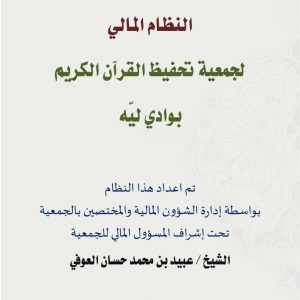 النظام المالي
لجمعية تحفيظ القرآن الكريم
بوادي ليّه
تم اعداد هذا النظام
بواسطة إدارة الشؤون المالية والمختصين بالجمعية
تحت إشراف المسؤول المالي للجمعية
الشيخ / عبيد بن محمد حسان العوفي